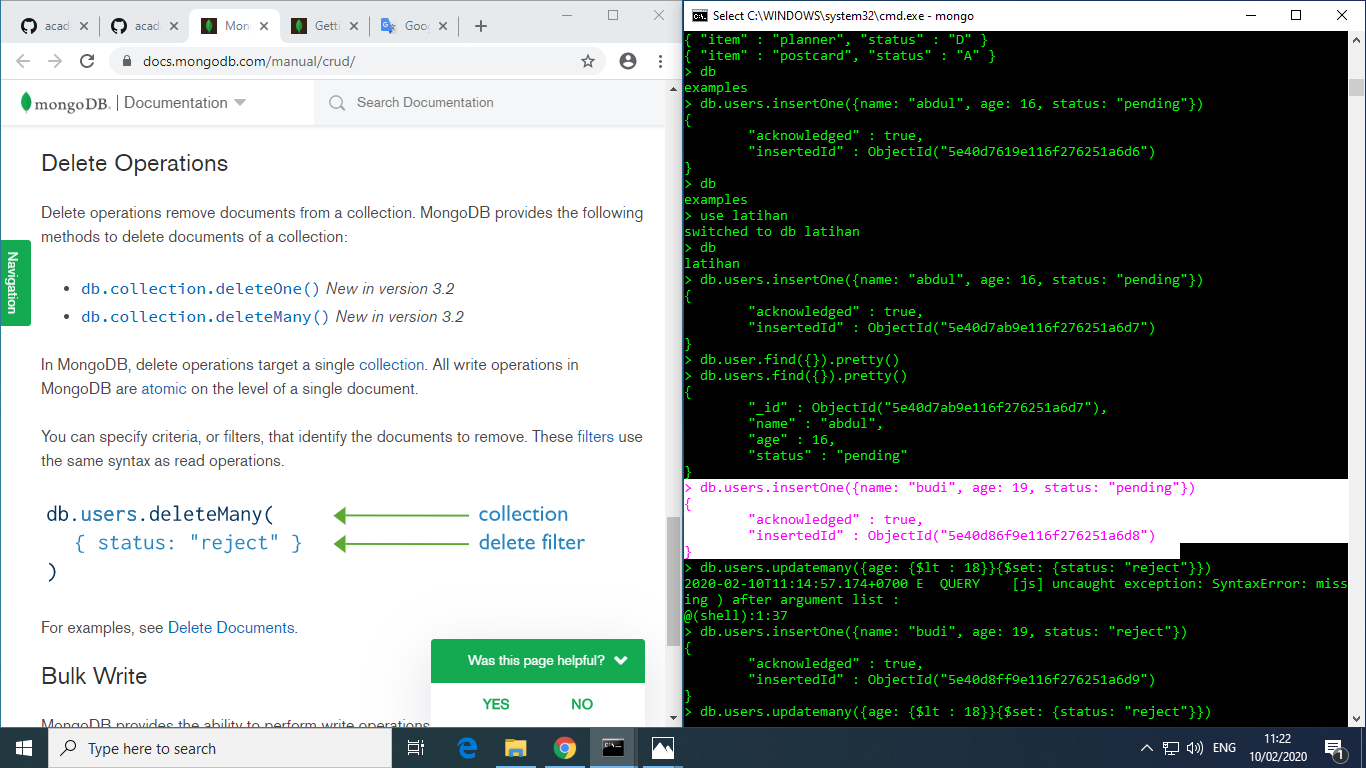 acad
acad
Mon
Getti
Goog
docs.mongodb.com/manual/crud/
mongoDB. | Documentation
Search Documentation
Navigation
Delete Operations
Delete operations remove documents from a collection. MongoDB provides the following
methods to delete documents of a collection:
• db.collection.deleteOne() New in version 3.2
• db.collection.deleteMany() New in version 3.2
In MongoDB, delete operations target a single collection. All write operations in
MongoDB are atomic on the level of a single document.
You can specify criteria, or filters, that identify the documents to remove. These filters use
the same syntax as read operations.
db.users.deleteMany( collection
{ status: "reject" } delete filter
)
For examples, see Delete Documents.
Was this page helpful?
YES NO
Bulk Write
MongoDB provides the ability to perform write operations
Select C:\WINDOWS\system32\cmd.exe - mongo
{ "item" : "planner", "status" : "D" }
{ "item" : "postcard", "status" : "A" }
> db
examples
> db.users.insertOne({name: "abdul", age: 16, status: "pending"})
{
"acknowledged" : true,
"insertedId" : ObjectId("5e40d7619e116f276251a6d6")
}
> db
examples
> use latihan
switched to db latihan
> db
latihan
> db.users.insertOne({name: "abdul", age: 16, status: "pending"})
{
"acknowledged" : true,
"insertedId" : ObjectId("5e40d7ab9e116f276251a6d7")
}
> db.user.find({}).pretty()
> db.users.find({}).pretty()
{
"_id" : ObjectId("5e40d7ab9e116f276251a6d7"),
"name" : "abdul",
"age" : 16,
"status" : "pending"
}
> db.users.insertOne({name: "budi", age: 19, status: "pending"})
{
"acknowledged" : true,
"insertedId" : ObjectId("5e40d86f9e116f276251a6d8")
}
> db.users.updatemany({age: {$lt : 18}}{$set: {status: "reject"}})
2020-02-10T11:14:57.174+0700 E  QUERY    [js] uncaught exception: SyntaxError: miss
ing ) after argument list :
@(shell):1:37
> db.users.insertOne({name: "budi", age: 19, status: "reject"})
{
"acknowledged" : true,
"insertedId" : ObjectId("5e40d8ff9e116f276251a6d9")
}
> db.users.updatemany({age: {$lt : 18}}{$set: {status: "reject"}})
Type here to search
ENG
11:22
10/02/2020
1